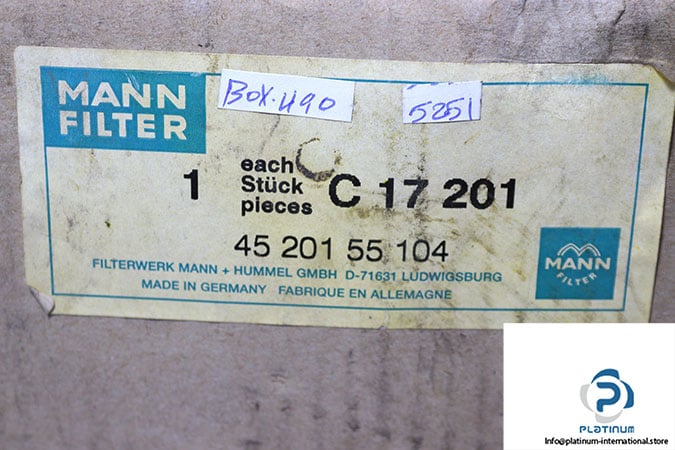 MANN
FILTER
BOX.490
5251
1
each
Stück
pieces
C 17 201
45 201 55 104
FILTERWERK MANN + HUMMEL GMBH D-71631 LUDWIGSBURG
MADE IN GERMANY FABRIQUE EN ALLEMAGNE
MANN
FILTER
PLATINUM
Info@platinum-international.store